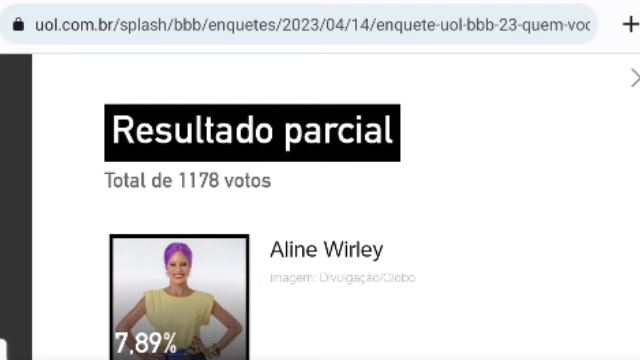 uol.com.br/splash/bbb/enquetes/2023/04/14/enquete-uol-bbb-23-quem-voc
Resultado parcial
Total de 1178 votos
Aline Wirley
imagem: Divulgação/Globo
7,89%